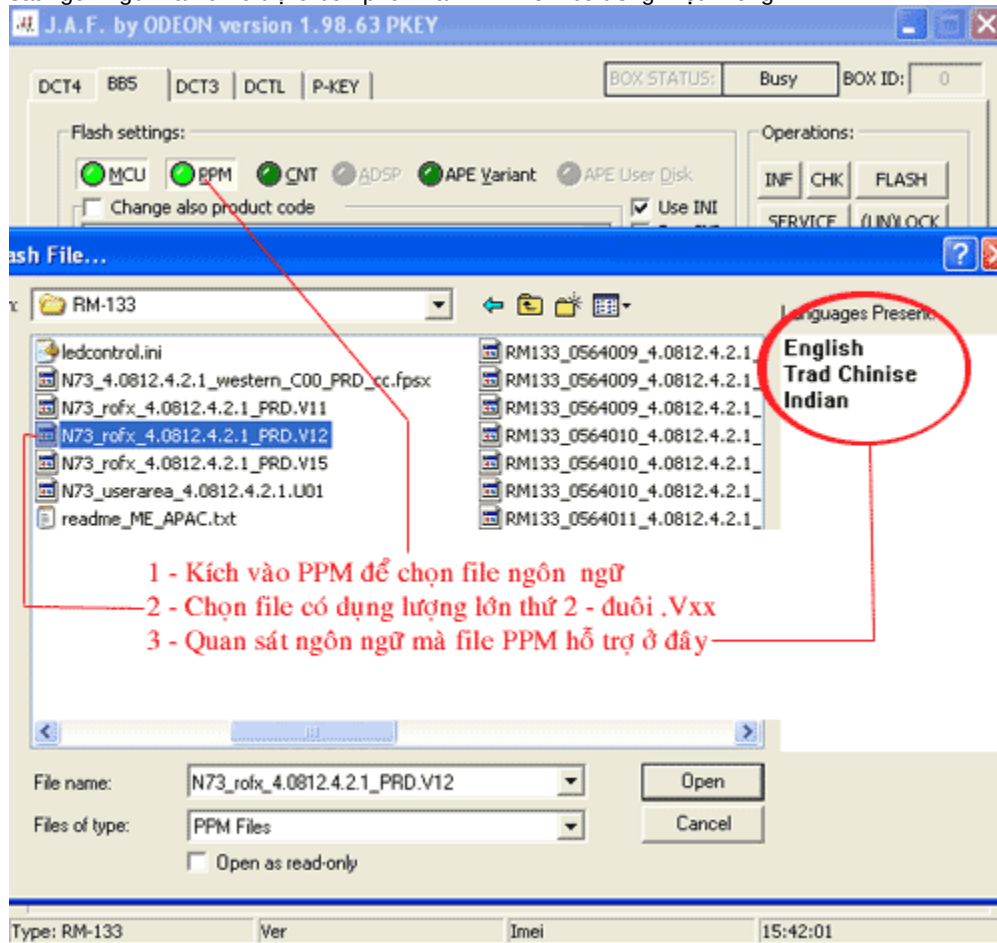 J.A.F. by ODEON version 1.98.63 PKEY
DCT4 BB5 DCT3 DCTL P-KEY BOX STATUS: Busy BOX ID: 0
Flash settings: Operations:
MCU PPM CNT ADSP APE Variant APE User Disk INF CHK FLASH
Change also product code Use INI
SERVICE (UN)LOCK
ash File...
RM-133
Languages Present:
ledcontrol.ini RM133_0564009_4.0812.4.2.1_ English
N73_4.0812.4.2.1_western_C00_PRD_cc.fpsx RM133_0564009_4.0812.4.2.1_ Trad Chinise
N73_rofx_4.0812.4.2.1_PRD.V11 RM133_0564009_4.0812.4.2.1_ Indian
N73_rofx_4.0812.4.2.1_PRD.V12 RM133_0564010_4.0812.4.2.1_
N73_rofx_4.0812.4.2.1_PRD.V15 RM133_0564010_4.0812.4.2.1_
N73_userarea_4.0812.4.2.1.U01 RM133_0564010_4.0812.4.2.1_
readme_ME_APAC.txt RM133_0564011_4.0812.4.2.1_
1 - Kích vào PPM để chọn file ngôn ngữ
2 - Chọn file có dụng lượng lớn thứ 2 - đuôi .Vxx
3 - Quan sát ngôn ngữ mà file PPM hỗ trợ ở đây
File name: N73_rofx_4.0812.4.2.1_PRD.V12 Open
Files of type: PPM Files Cancel
Open as read-only
Type: RM-133 Ver Imei 15:42:01